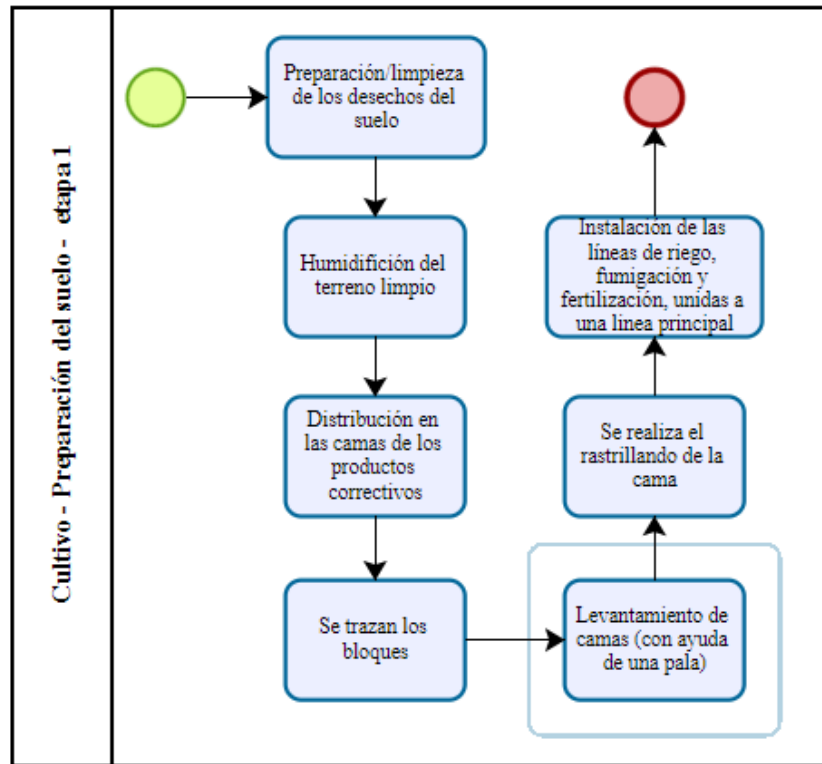 Cultivo - Preparación del suelo - etapa 1
Preparación/limpieza
de los desechos del
suelo
Humidifición del
terreno limpio
Distribución en
las camas de los
productos
correctivos
Se trazan los
bloques
Levantamiento de
camas (con ayuda
de una pala)
Se realiza el
rastrillando de la
cama
Instalación de las
líneas de riego,
fumigación y
fertilización, unidas a
una linea principal